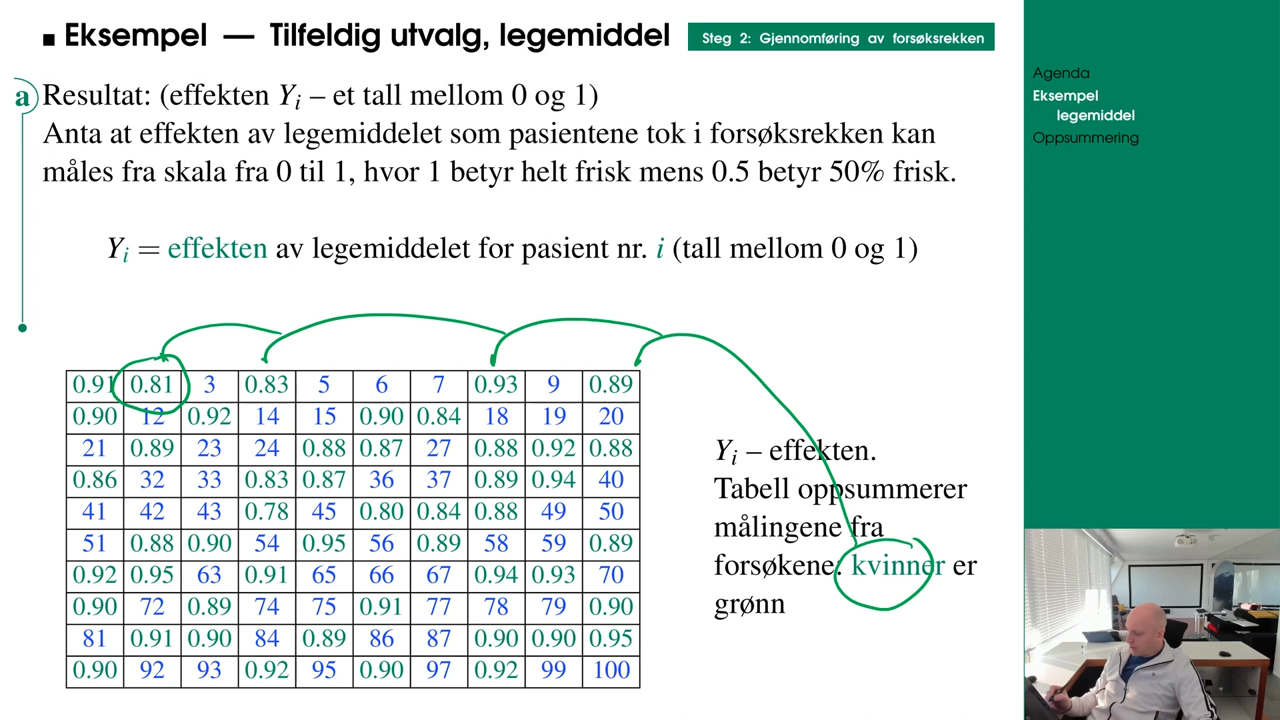 Eksempel — Tilfeldig utvalg, legemiddel
Steg 2: Gjennomføring av forsøksrekken
a Resultat: (effekten Yi – et tall mellom 0 og 1)
Anta at effekten av legemiddelet som pasientene tok i forsøksrekken kan
måles fra skala fra 0 til 1, hvor 1 betyr helt frisk mens 0.5 betyr 50% frisk.
Yi = effekten av legemiddelet for pasient nr. i (tall mellom 0 og 1)
0.91 0.81 3 0.83 5 6 7 0.93 9 0.89
0.90 12 0.92 14 15 0.90 0.84 18 19 20
21 0.89 23 24 0.88 0.87 27 0.88 0.92 0.88
0.86 32 33 0.83 0.87 36 37 0.89 0.94 40
41 42 43 0.78 45 0.80 0.84 0.88 49 50
51 0.88 0.90 54 0.95 56 0.89 58 59 0.89
0.92 0.95 63 0.91 65 66 67 0.94 0.93 70
0.90 72 0.89 74 75 0.91 77 78 79 0.90
81 0.91 0.90 84 0.89 86 87 0.90 0.90 0.95
0.90 92 93 0.92 95 0.90 97 0.92 99 100
Yi – effekten.
Tabell oppsummerer
målingene fra
forsøkene. kvinner er
grønn
Agenda
Eksempel
legemiddel
Oppsummering